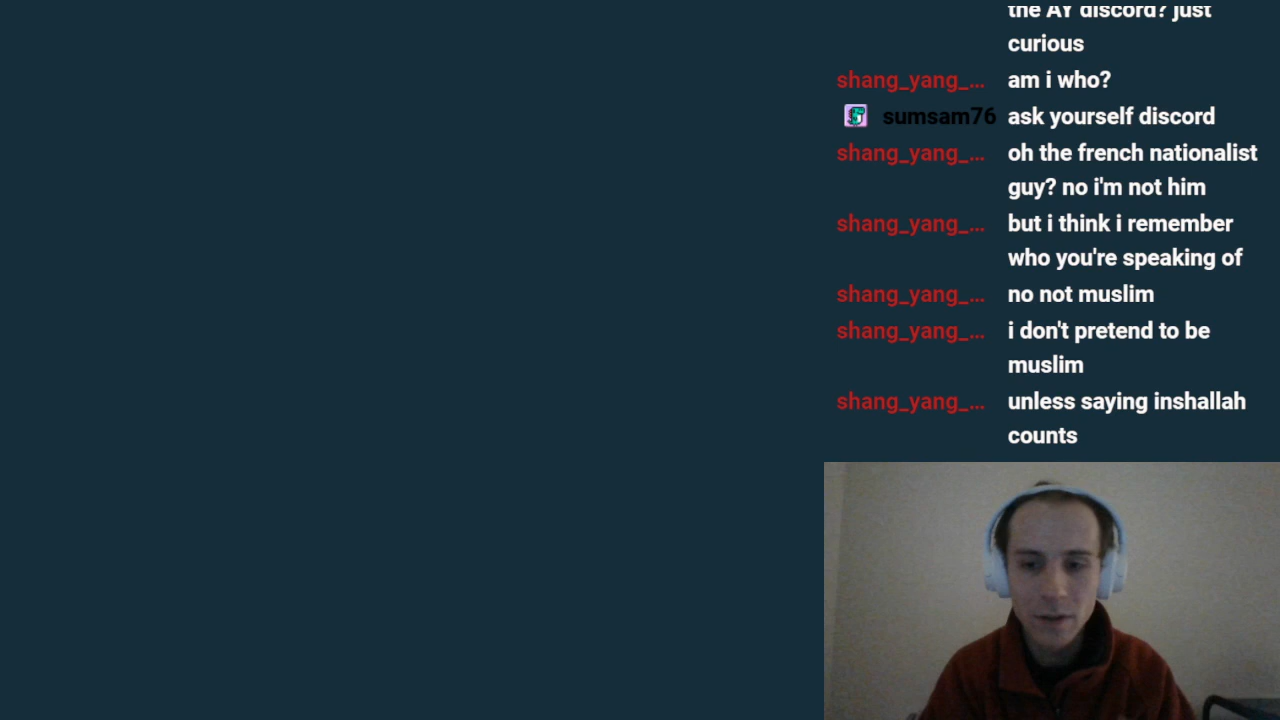 the AY discord? just
curious
shang_yang_... am i who?
sumsam76 ask yourself discord
shang_yang_... oh the french nationalist
guy? no i'm not him
shang_yang_... but i think i remember
who you're speaking of
shang_yang_... no not muslim
shang_yang_... i don't pretend to be
muslim
shang_yang_... unless saying inshallah
counts